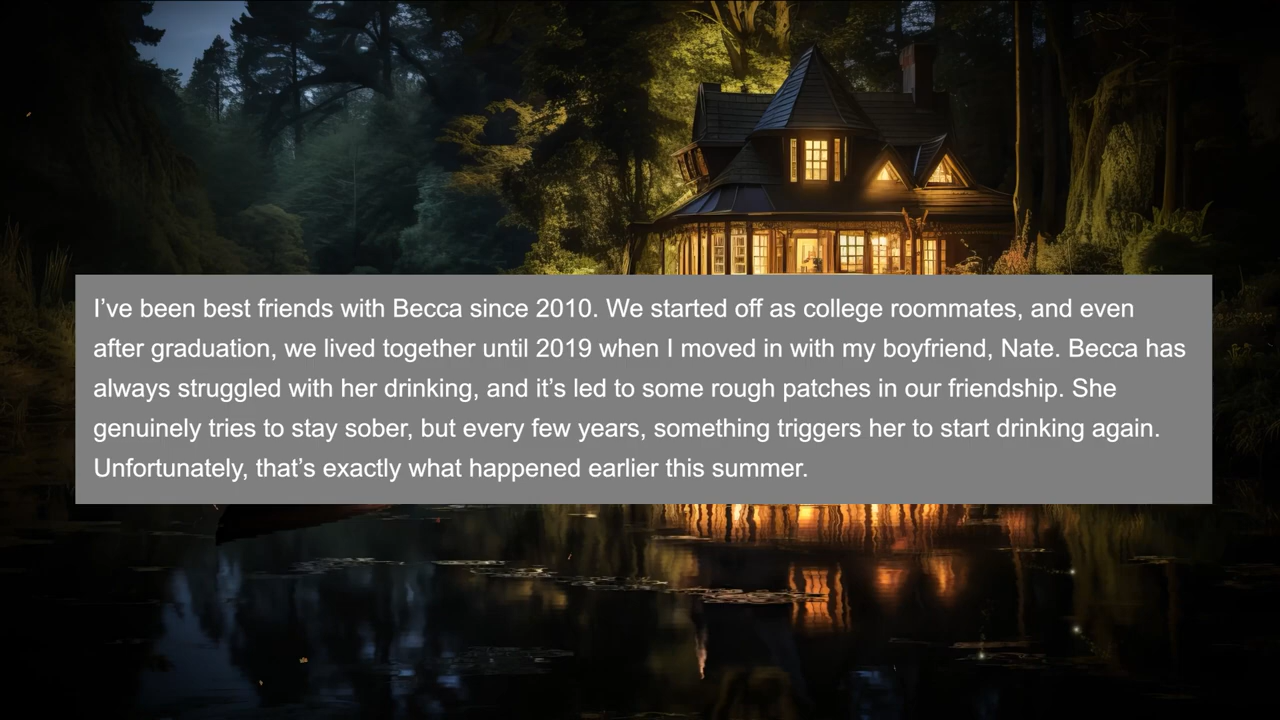 I’ve been best friends with Becca since 2010. We started off as college roommates, and even
after graduation, we lived together until 2019 when I moved in with my boyfriend, Nate. Becca has
always struggled with her drinking, and it’s led to some rough patches in our friendship. She
genuinely tries to stay sober, but every few years, something triggers her to start drinking again.
Unfortunately, that’s exactly what happened earlier this summer.